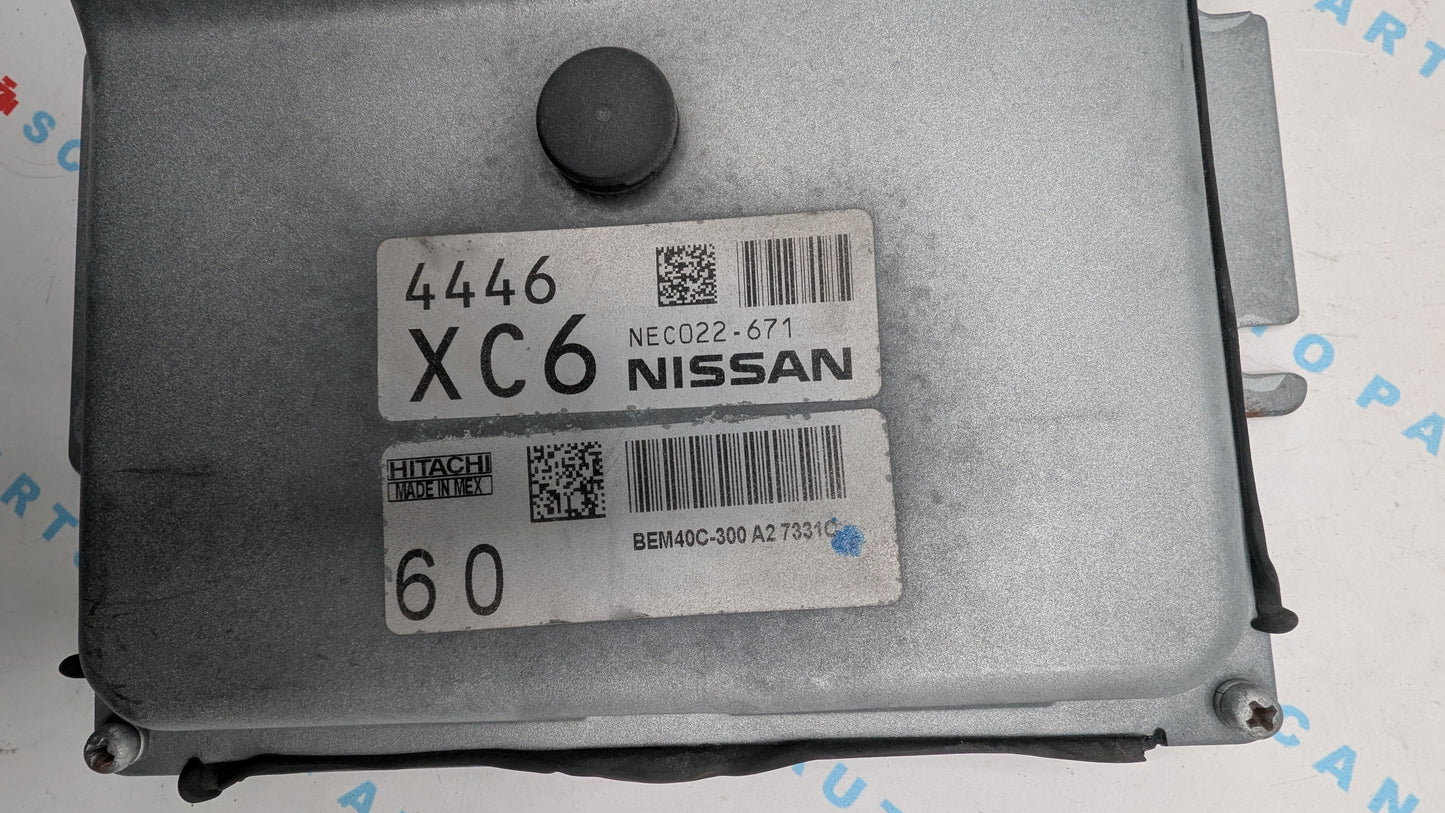 4446
XC6
NEC022-671
NISSAN
HITACHI
MADE IN MEX
BEM40C-300 A2 7331C
60